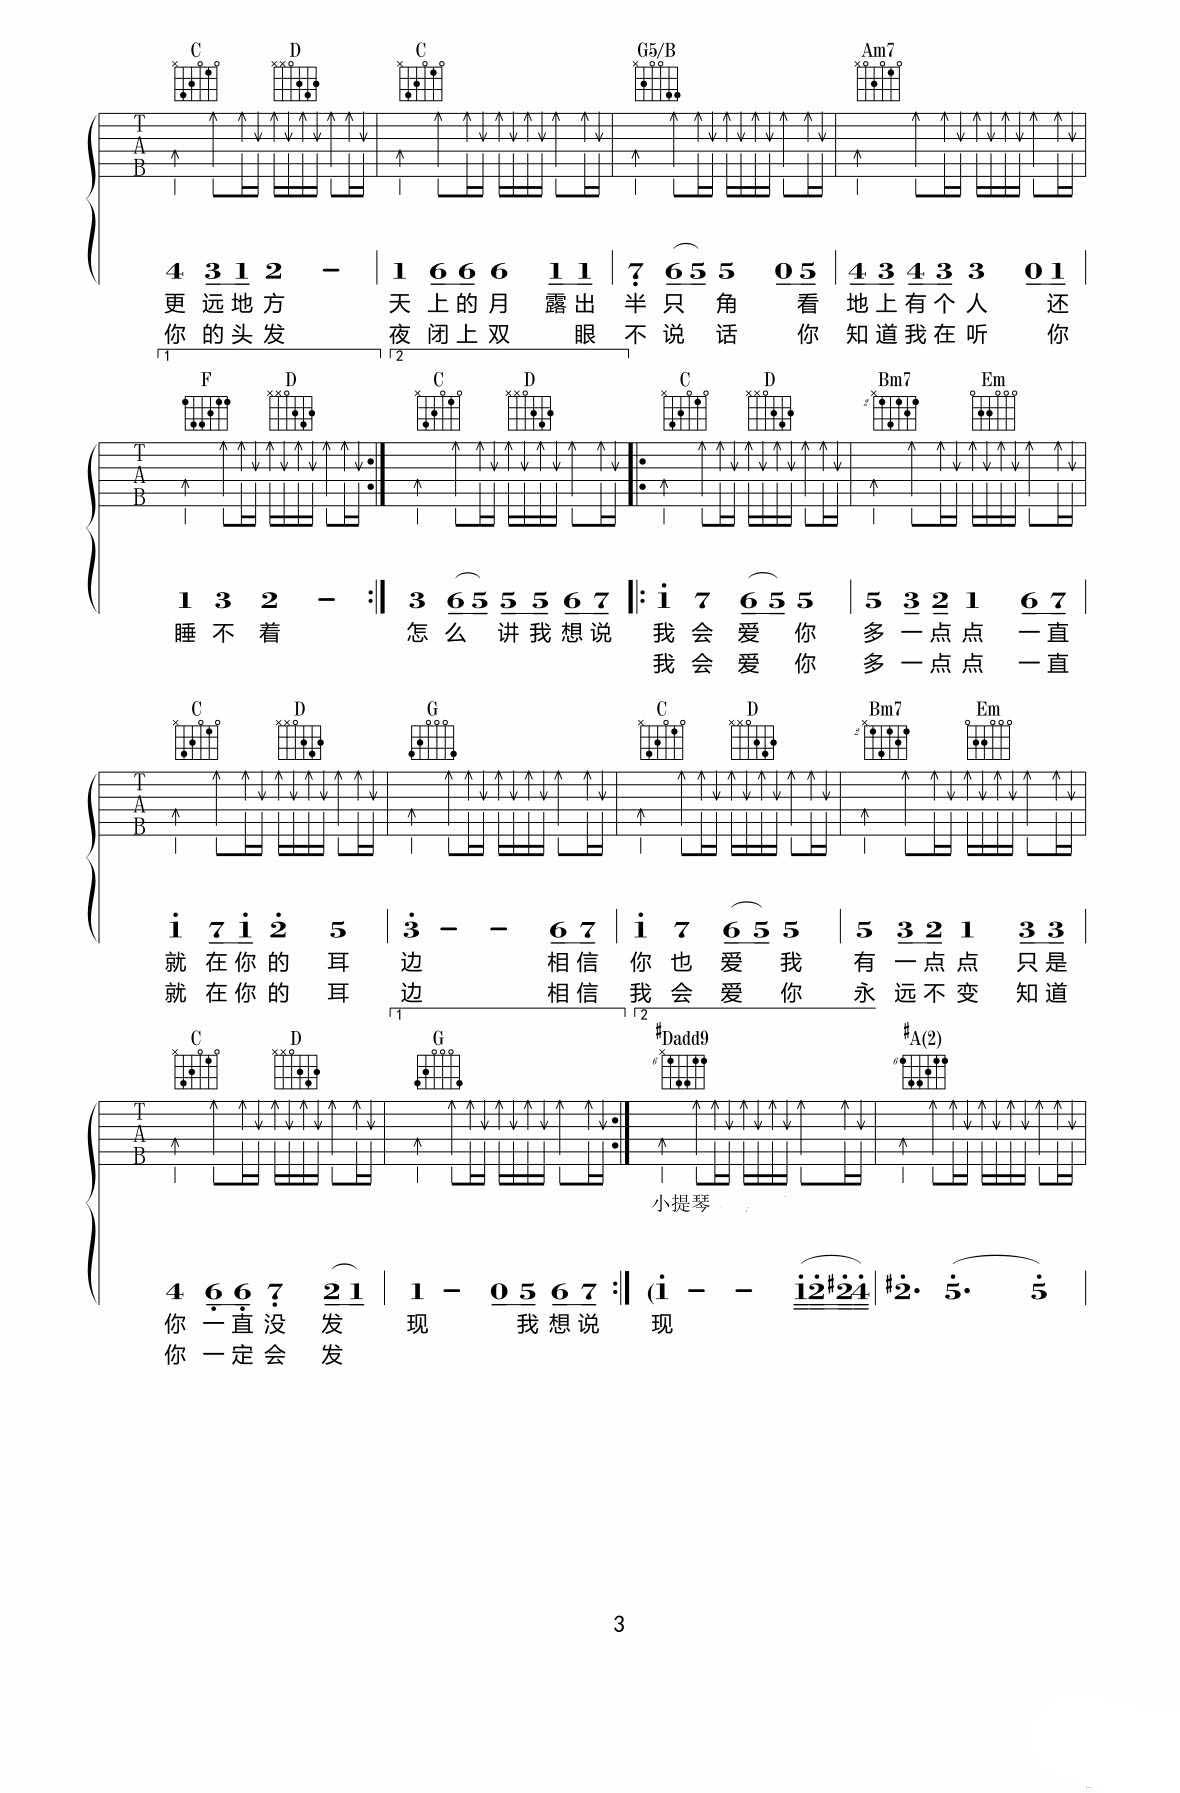 C D C G5/B Am7
T
A
B
4 3 1 2 – 1 6 6 6 1 1 7 6 5 5 0 5 4 3 4 3 3 0 1
更 远 地 方 天 上 的 月 露 出 半 只 角 看 地 上 有 个 人 还
你 的 头 发 夜 闭 上 双 眼 不 说 话 你 知 道 我 在 听 你
1 2
F D C D C D Bm7 Em
2
T
A
B
1 3 2 – 3 6 5 5 5 6 7 1 7 6 5 5 5 3 2 1 6 7
睡 不 着 怎 么 讲 我 想 说 我 会 爱 你 多 一 点 点 一 直
我 会 爱 你 多 一 点 点 一 直
C D G C D Bm7 Em
2
T
A
B
1 7 1 2 5 3 – – 6 7 1 7 6 5 5 5 3 2 1 3 3
就 在 你 的 耳 边 相 信 你 也 爱 我 有 一 点 点 只 是
就 在 你 的 耳 边 相 信 我 会 爱 你 永 远 不 变 知 道
1 2
C D G #Dadd9 #A(2)
6 6
T
A
B
小提琴
4 6 6 7 2 1 1 – 0 5 6 7 (1 – – 1 2 #2 4 #2. 5. 5
你 一 直 没 发 现 我 想 说 现
你 一 定 会 发
3